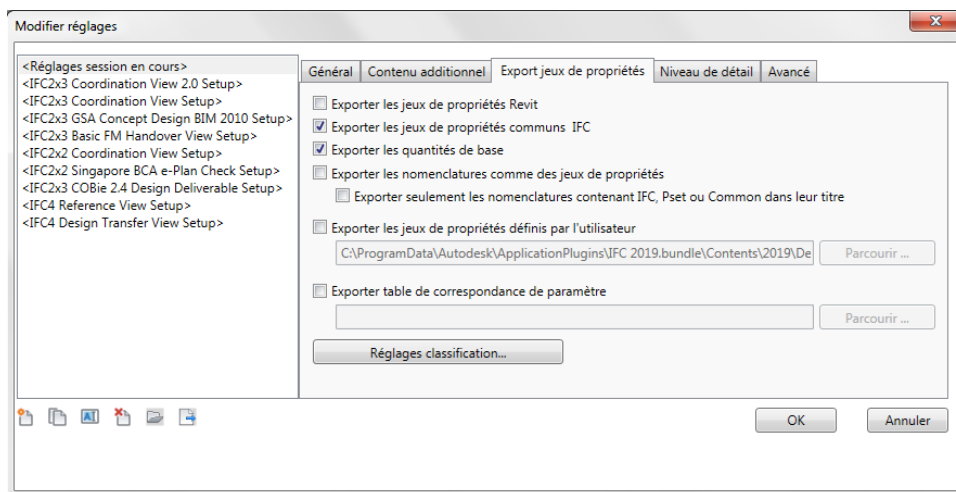 Modifier réglages
<Réglages session en cours>
<IFC2x3 Coordination View 2.0 Setup>
<IFC2x3 Coordination View Setup>
<IFC2x3 GSA Concept Design BIM 2010 Setup>
<IFC2x3 Basic FM Handover View Setup>
<IFC2x2 Coordination View Setup>
<IFC2x2 Singapore BCA e-Plan Check Setup>
<IFC2x3 COBie 2.4 Design Deliverable Setup>
<IFC4 Reference View Setup>
<IFC4 Design Transfer View Setup>
Général Contenu additionnel Export jeux de propriétés Niveau de détail Avancé
Exporter les jeux de propriétés Revit
Exporter les jeux de propriétés communs IFC
Exporter les quantités de base
Exporter les nomenclatures comme des jeux de propriétés
Exporter seulement les nomenclatures contenant IFC, Pset ou Common dans leur titre
Exporter les jeux de propriétés définis par l'utilisateur
C:\ProgramData\Autodesk\ApplicationPlugins\IFC 2019.bundle\Contents\2019\De Parcourir ...
Exporter table de correspondance de paramètre
Parcourir ...
Réglages classification...
OK Annuler